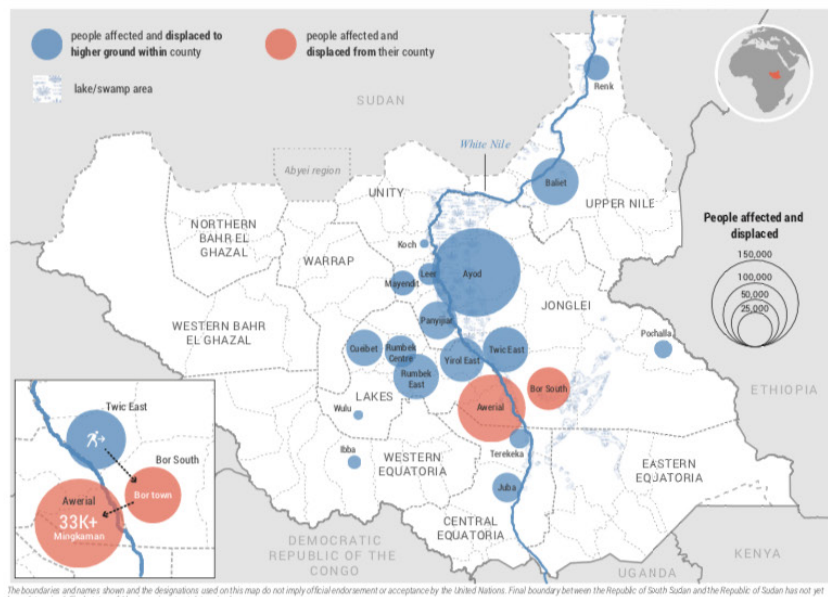 people affected and displaced to
higher ground within county
people affected and
displaced from their county
lake/swamp area
SUDAN
Renk
White Nile
Abyei region
UNITY
Baliet
UPPER NILE
NORTHERN
BAHR EL
GHAZAL
WARRAP
Koch
Leer
Mayendit
Ayod
JONGLEI
People affected and
displaced
150,000
100,000
50,000
25,000
WESTERN BAHR
EL GHAZAL
Panyijiar
Cueibet
Rumbek
Centre
Rumbek
East
Yirol East
Twic East
Pochalla
ETHIOPIA
LAKES
Bor South
Awerial
Wulu
Terekeka
Ibba
WESTERN
EQUATORIA
EASTERN
EQUATORIA
Juba
CENTRAL
EQUATORIA
DEMOCRATIC
REPUBLIC OF THE
CONGO
UGANDA
KENYA
Twic East
Bor South
Bor town
Awerial
33K+
Mingkaman
The boundaries and names shown and the designations used on this map do not imply official endorsement or acceptance by the United Nations. Final boundary between the Republic of South Sudan and the Republic of Sudan has not yet